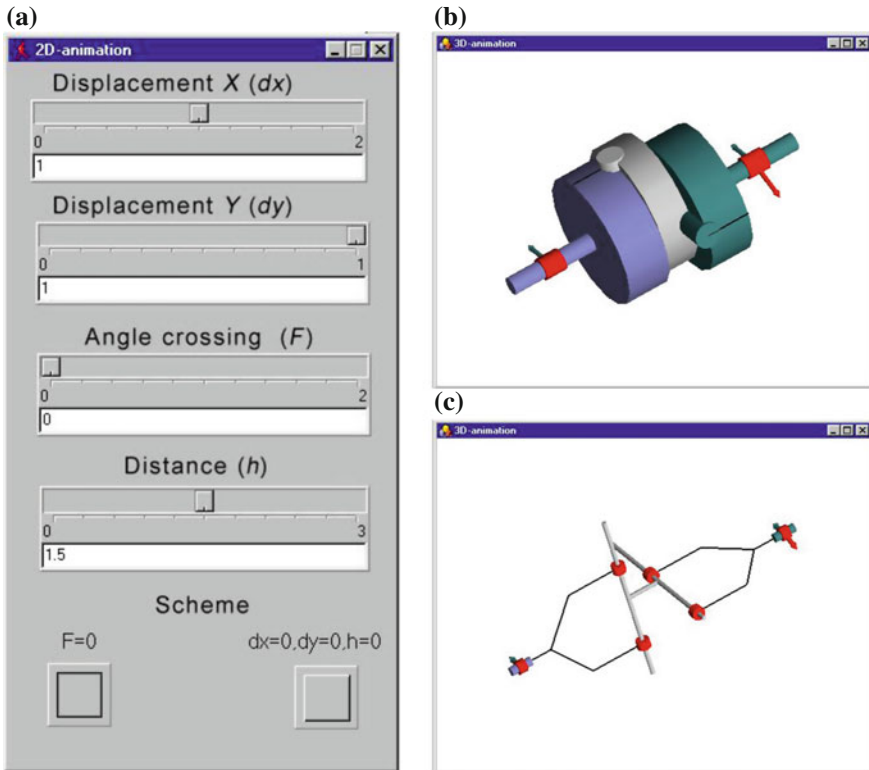 (a)
2D-animation
Displacement X (dx)
0 2
1
Displacement Y (dy)
0 1
1
Angle crossing (F)
0 2
0
Distance (h)
0 3
1.5
Scheme
F=0 dx=0,dy=0,h=0
(b)
3D-animation
(c)
3D-animation